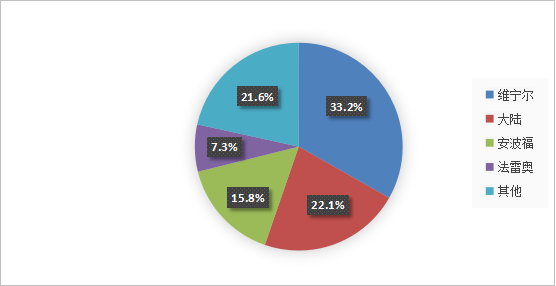 33.2%
22.1%
15.8%
7.3%
21.6%
维宁尔
大陆
安波福
法雷奥
其他